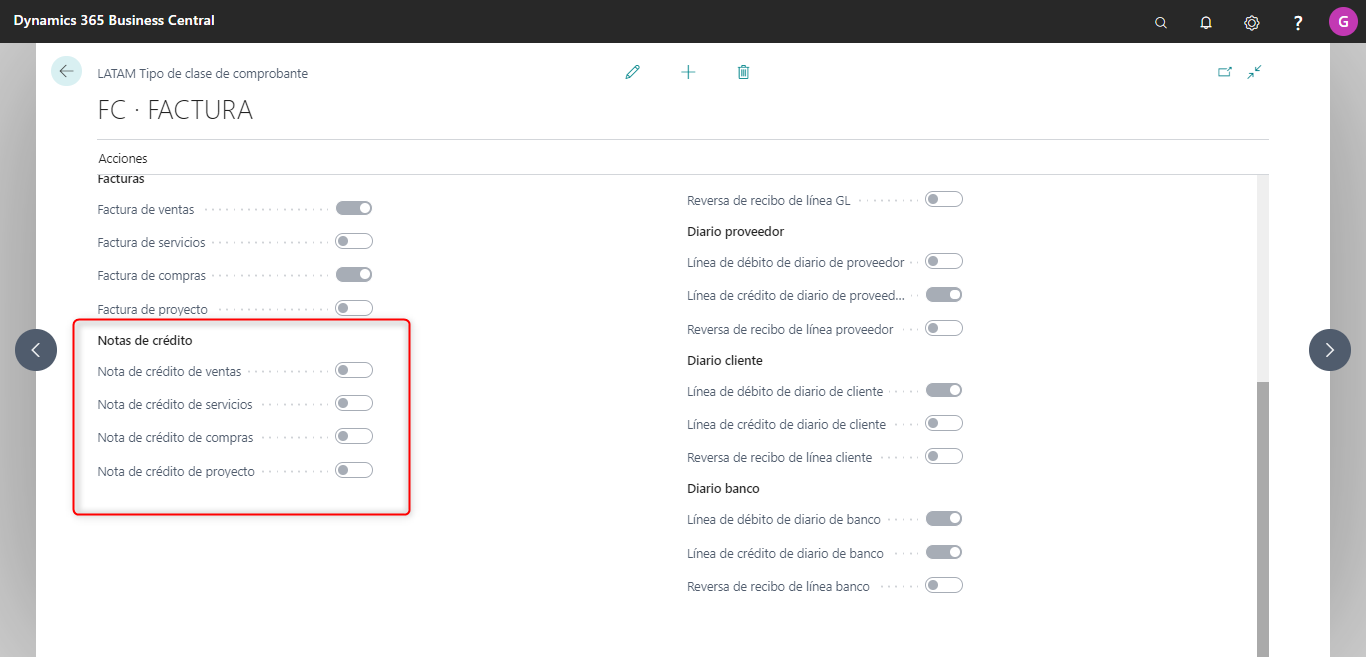 Dynamics 365 Business Central
?
G
LATAM Tipo de clase de comprobante
FC · FACTURA
Acciones
Facturas
Factura de ventas
Factura de servicios
Factura de compras
Factura de proyecto
Notas de crédito
Nota de crédito de ventas
Nota de crédito de servicios
Nota de crédito de compras
Nota de crédito de proyecto
Reversa de recibo de línea GL
Diario proveedor
Línea de débito de diario de proveedor
Línea de crédito de diario de proveed...
Reversa de recibo de línea proveedor
Diario cliente
Línea de débito de diario de cliente
Línea de crédito de diario de cliente
Reversa de recibo de línea cliente
Diario banco
Línea de débito de diario de banco
Línea de crédito de diario de banco
Reversa de recibo de línea banco